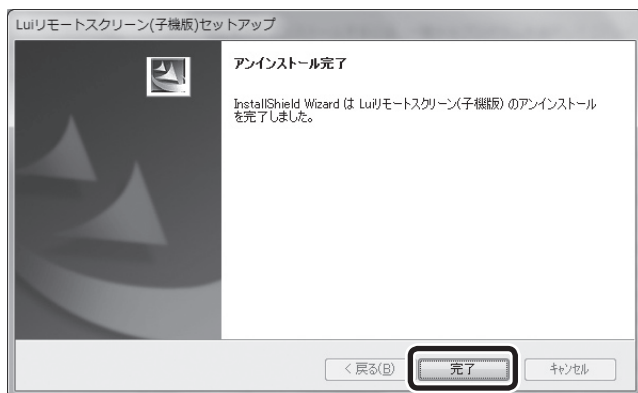 Luiリモートスクリーン(子機版)セットアップ
アンインストール完了
InstallShield Wizard は Luiリモートスクリーン(子機版) のアンインストール
を完了しました。
< 戻る(B)
完了
キャンセル